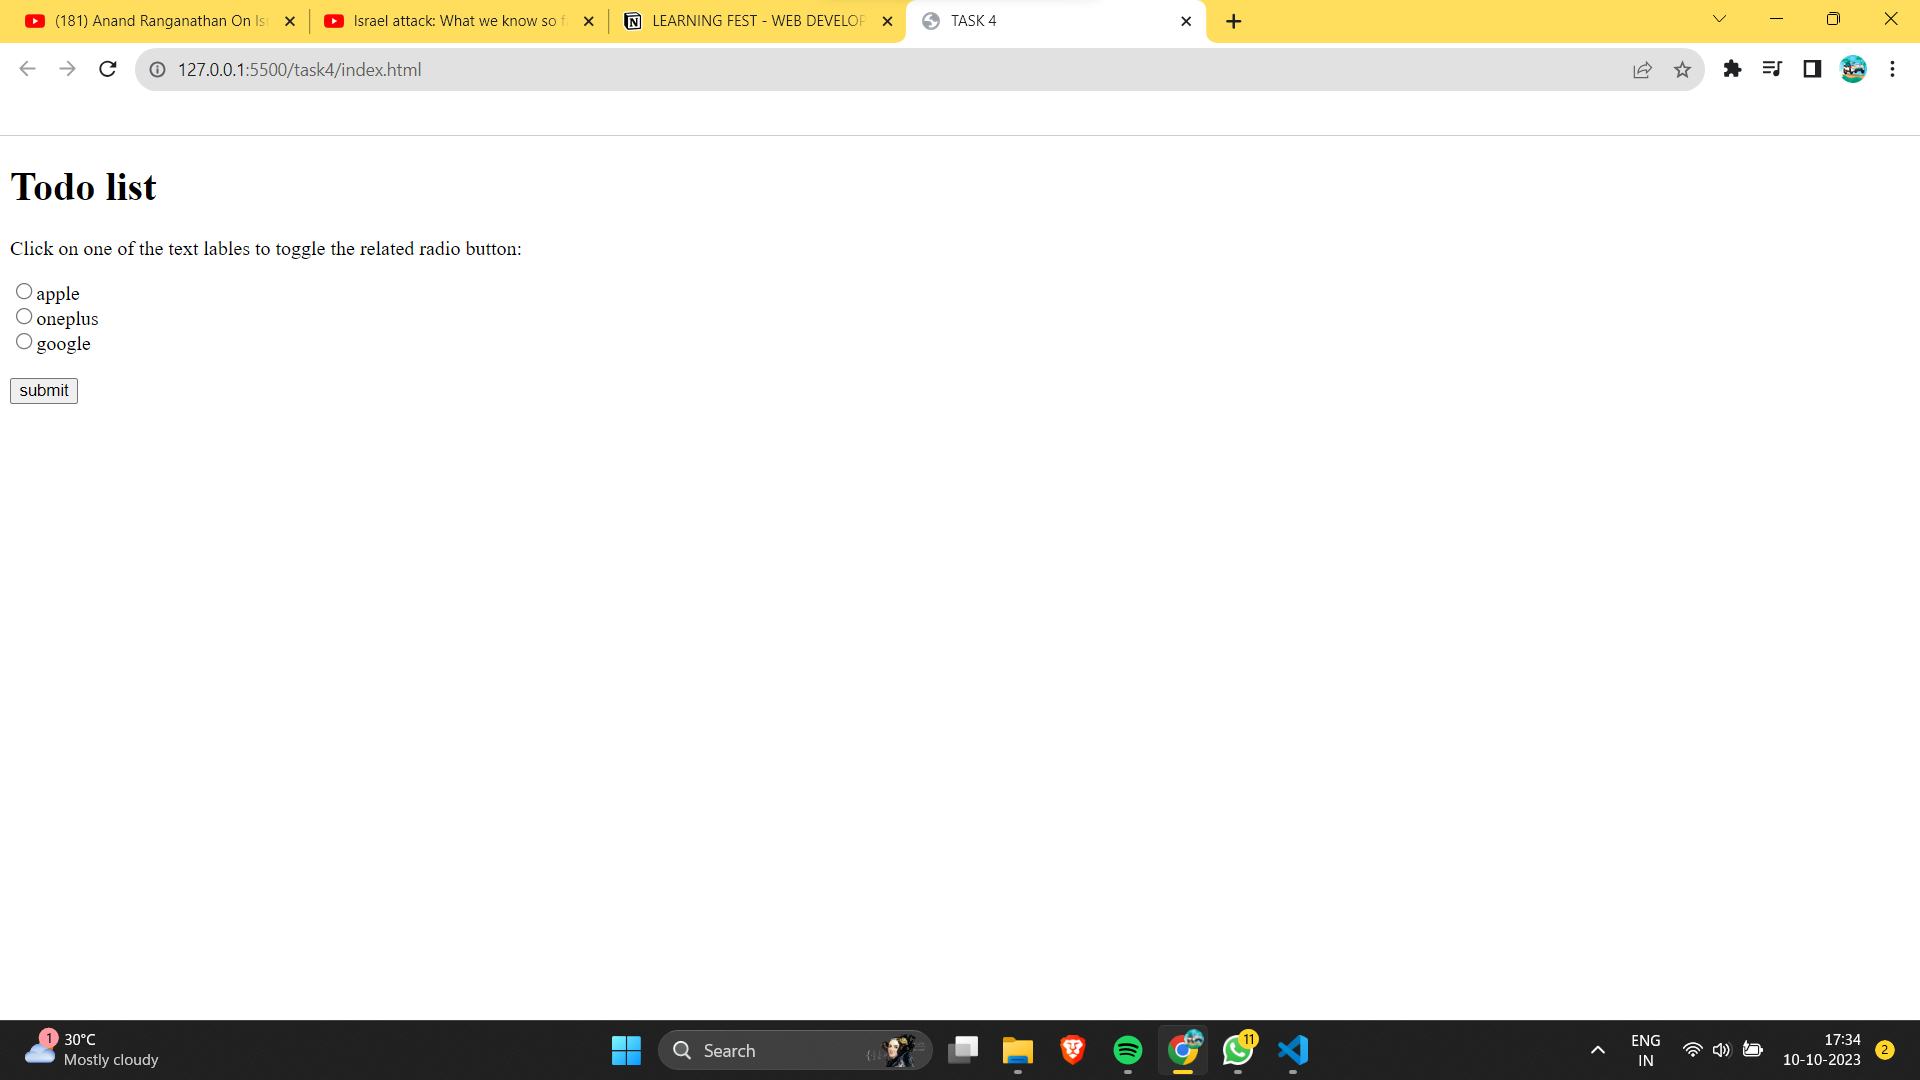 (181) Anand Ranganathan On
Israel attack: What we know so
LEARNING FEST - WEB DEVELOP
TASK 4
127.0.0.1:5500/task4/index.html
Todo list
Click on one of the text lables to toggle the related radio button:
apple
oneplus
google
submit
1
30°C
Mostly cloudy
Search
11
ENG
IN
17:34
10-10-2023
2